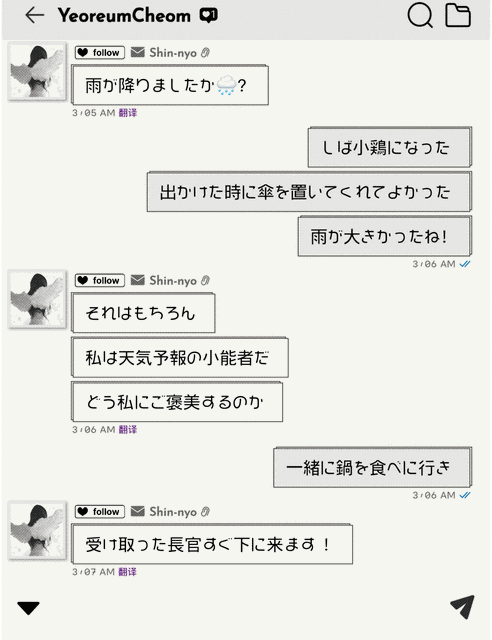 YeoreumCheom
follow Shin-nyo
雨が降りましたか🌧️?
3:05 AM 翻译
しば小鶏になった
出かけた時に傘を置いてくれてよかった
雨が大きかったね!
3:06 AM
follow Shin-nyo
それはもちろん
私は天気予報の小能者だ
どう私にご褒美するのか
3:06 AM 翻译
一緒に鍋を食べに行き
3:06 AM
follow Shin-nyo
受け取った長官すぐ下に来ます！
3:07 AM 翻译